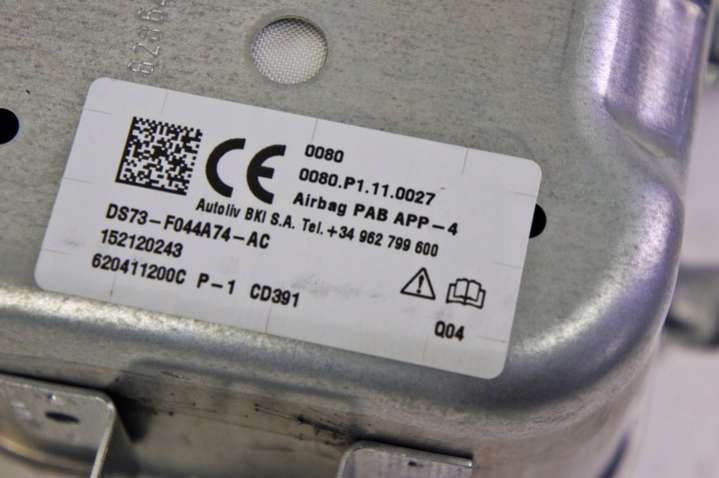 CE 0080
0080.P1.11.0027
Airbag PAB APP-4
Autoliv BKI S.A. Tel. +34 962 799 600
DS73-F044A74-AC
152120243
620411200C P-1 CD391
Q04